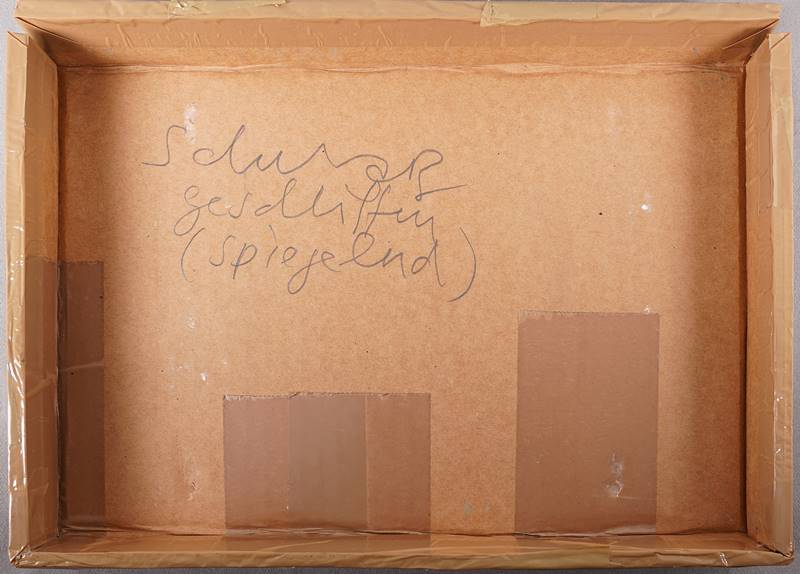 schwarz
geschliffen
(spiegelnd)